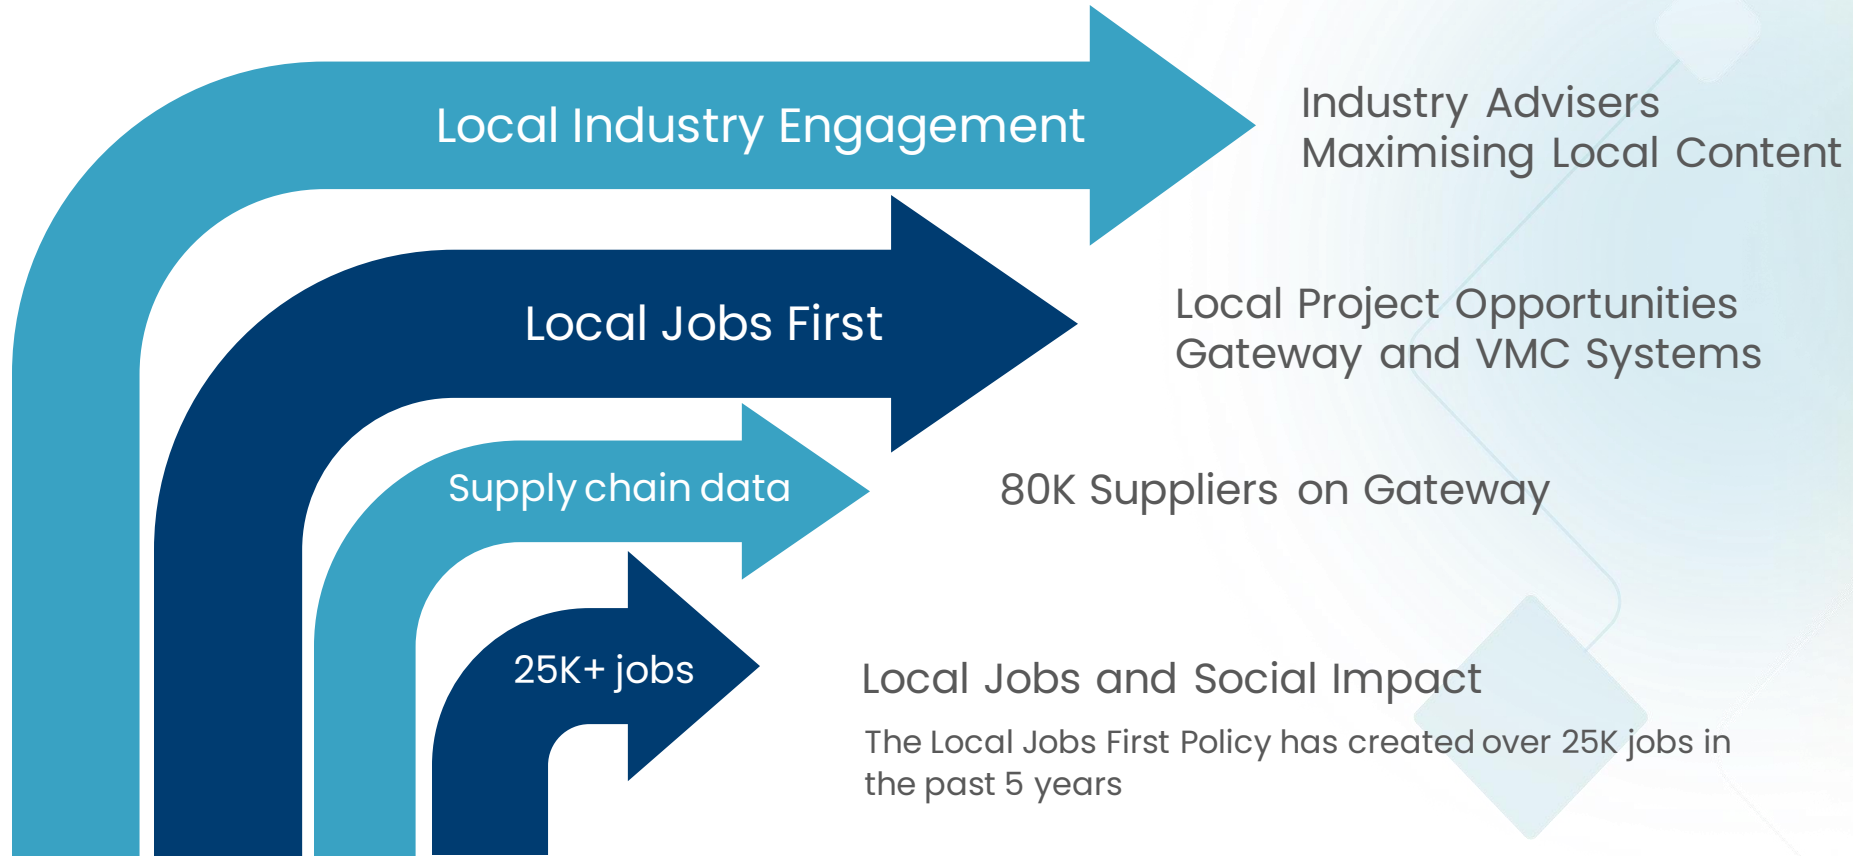 Local Industry Engagement
Industry Advisers
Maximising Local Content
Local Jobs First
Local Project Opportunities
Gateway and VMC Systems
Supply chain data
80K Suppliers on Gateway
25K+ jobs
Local Jobs and Social Impact
The Local Jobs First Policy has created over 25K jobs in
the past 5 years